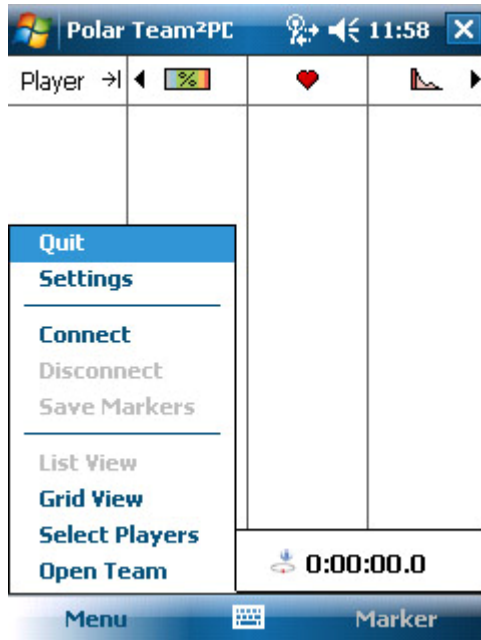 Polar Team²PD 11:58
Player %
Quit
Settings
Connect
Disconnect
Save Markers
List View
Grid View
Select Players
Open Team
0:00:00.0
Menu Marker